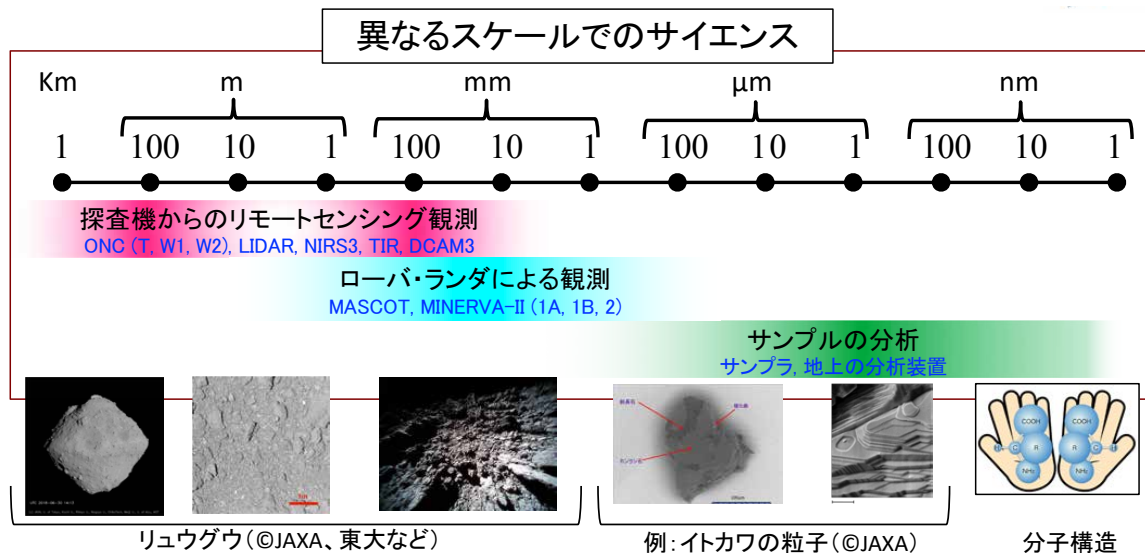 異なるスケールでのサイエンス
Km m mm μm nm
1 100 10 1 100 10 1 100 10 1 100 10 1
探査機からのリモートセンシング観測
ONC (T, W1, W2), LIDAR, NIRS3, TIR, DCAM3
ローバ・ランダによる観測
MASCOT, MINERVA-II (1A, 1B, 2)
サンプルの分析
サンプラ, 地上の分析装置
カンラン石
COOH COOH
H C R R C H
NH₂ NH₂
リュウグウ(©JAXA、東大など)
例:イトカワの粒子(©JAXA)
分子構造